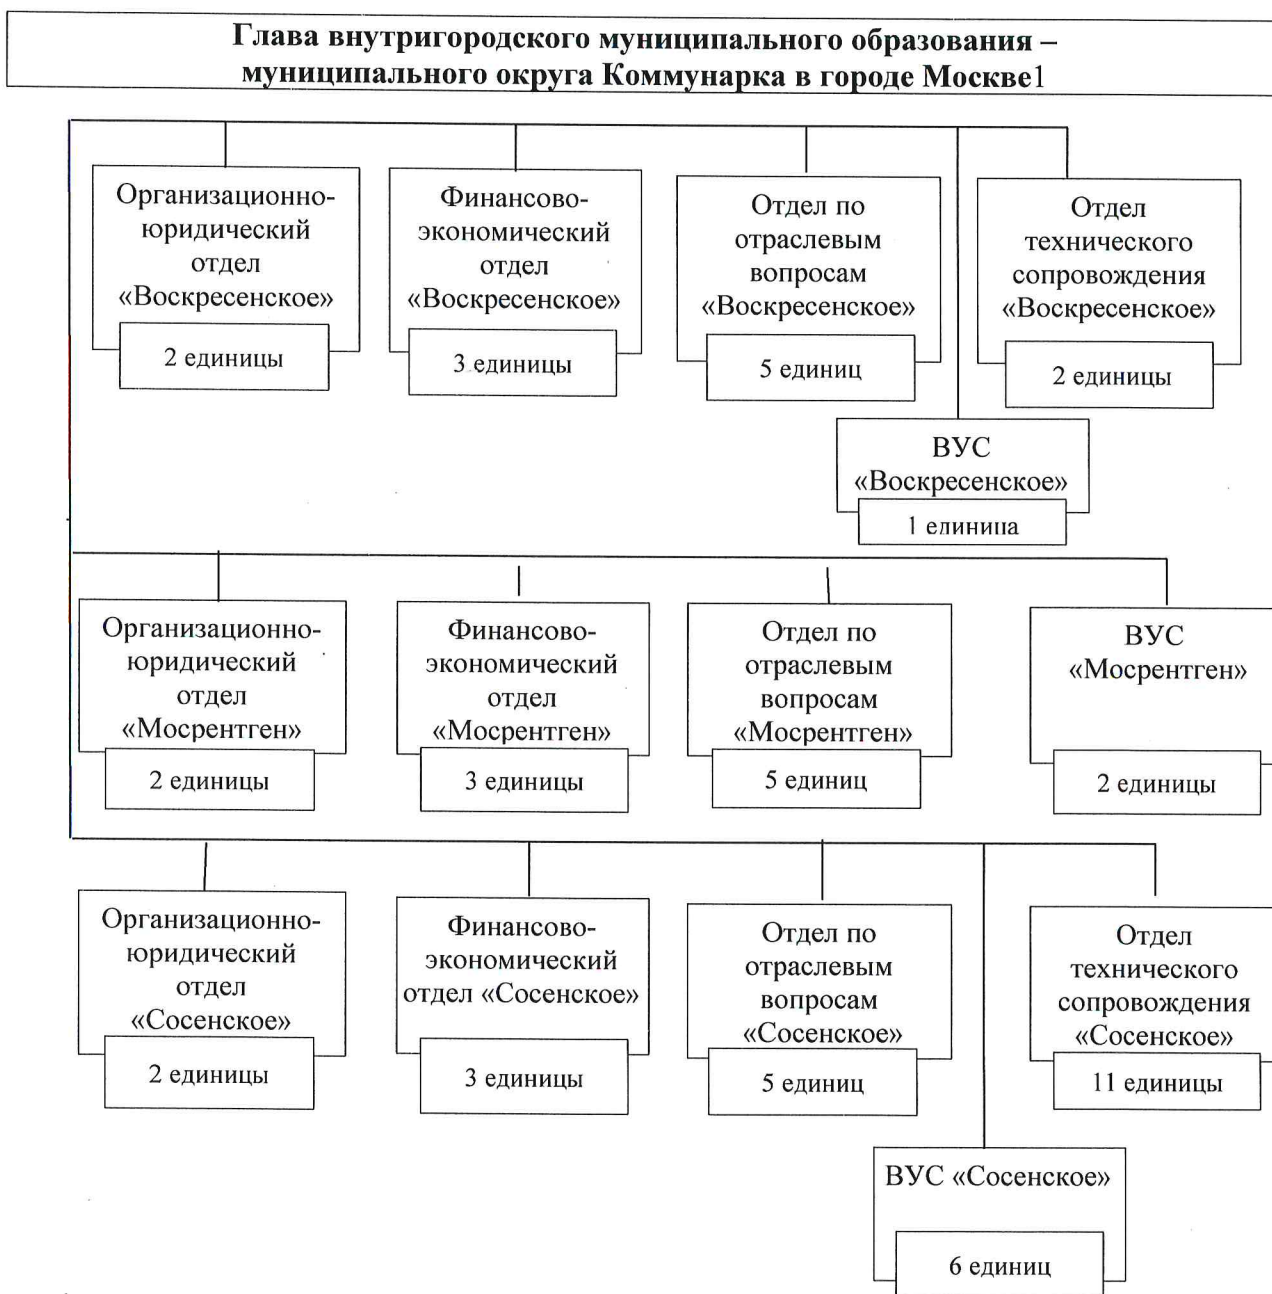 Глава внутригородского муниципального образования –
муниципального округа Коммунарка в городе Москве1
Организационно-
юридический
отдел
«Воскресенское»
2 единицы
Финансово-
экономический
отдел
«Воскресенское»
3 единицы
Отдел по
отраслевым
вопросам
«Воскресенское»
5 единиц
Отдел
технического
сопровождения
«Воскресенское»
2 единицы
ВУС
«Воскресенское»
1 единица
Организационно-
юридический
отдел
«Мосрентген»
2 единицы
Финансово-
экономический
отдел
«Мосрентген»
3 единицы
Отдел по
отраслевым
вопросам
«Мосрентген»
5 единиц
ВУС
«Мосрентген»
2 единицы
Организационно-
юридический
отдел
«Сосенское»
2 единицы
Финансово-
экономический
отдел «Сосенское»
3 единицы
Отдел по
отраслевым
вопросам
«Сосенское»
5 единиц
Отдел
технического
сопровождения
«Сосенское»
11 единицы
ВУС «Сосенское»
6 единиц